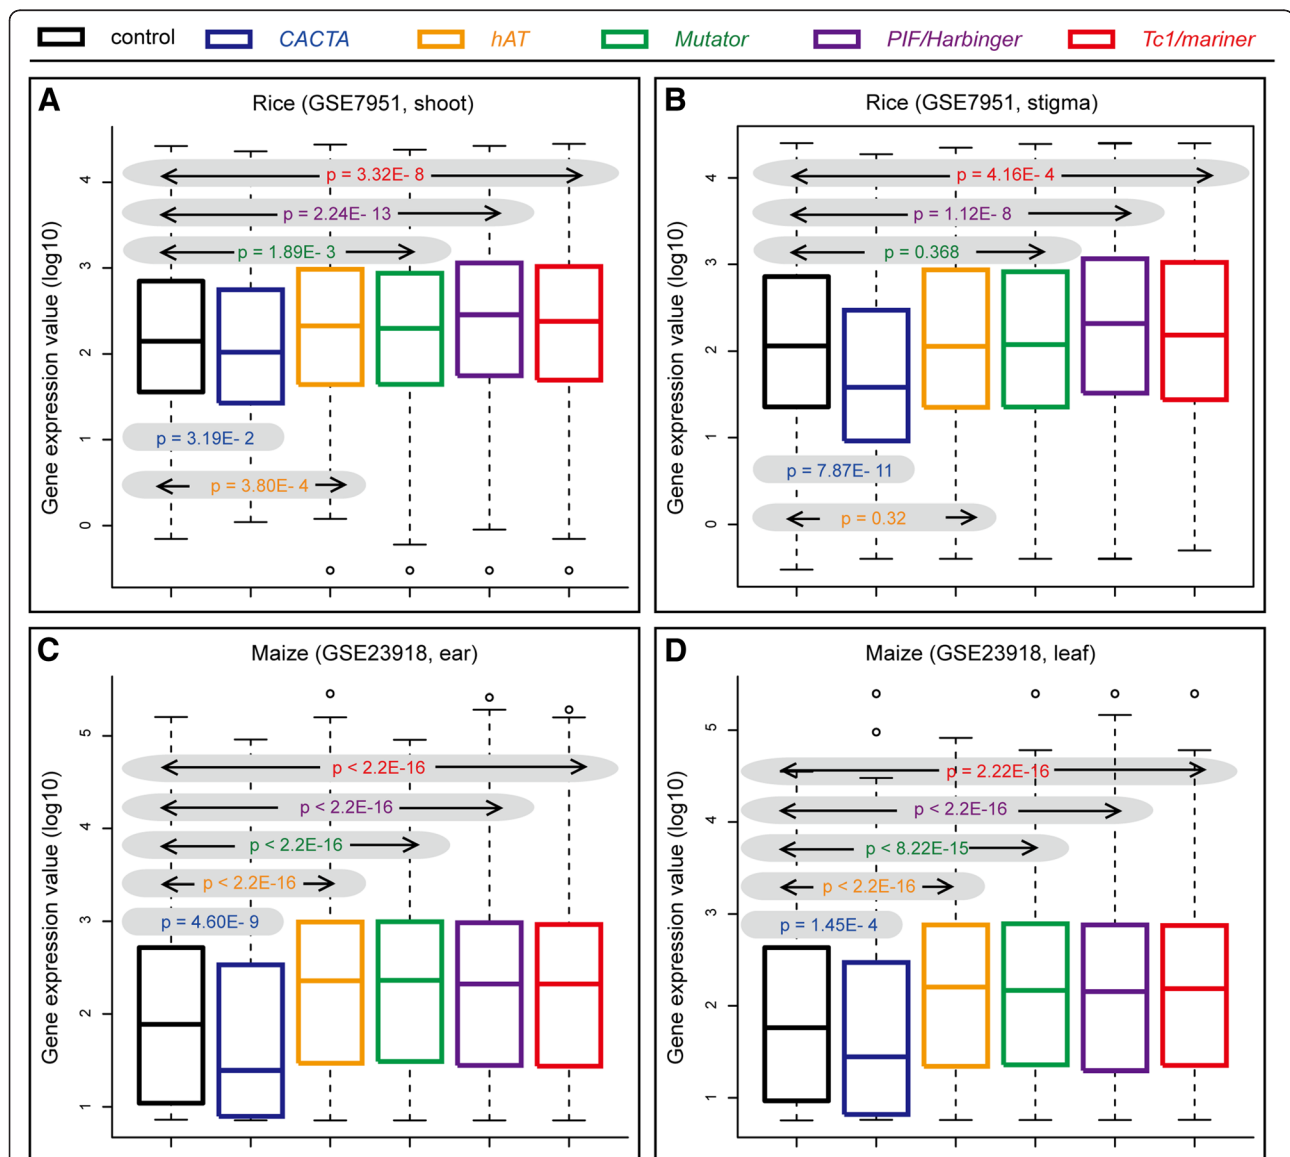 control CACTA hAT Mutator PIF/Harbinger Tc1/mariner
A
Rice (GSE7951, shoot)
Gene expression value (log10)
4
3
2
1
0
p = 3.32E- 8
p = 2.24E- 13
p = 1.89E- 3
p = 3.19E- 2
p = 3.80E- 4
B
Rice (GSE7951, stigma)
Gene expression value (log10)
4
3
2
1
0
p = 4.16E- 4
p = 1.12E- 8
p = 0.368
p = 7.87E- 11
p = 0.32
C
Maize (GSE23918, ear)
Gene expression value (log10)
5
4
3
2
1
p < 2.2E-16
p < 2.2E-16
p < 2.2E-16
p < 2.2E-16
p = 4.60E- 9
D
Maize (GSE23918, leaf)
Gene expression value (log10)
5
4
3
2
1
p = 2.22E-16
p < 2.2E-16
p < 8.22E-15
p < 2.2E-16
p = 1.45E- 4